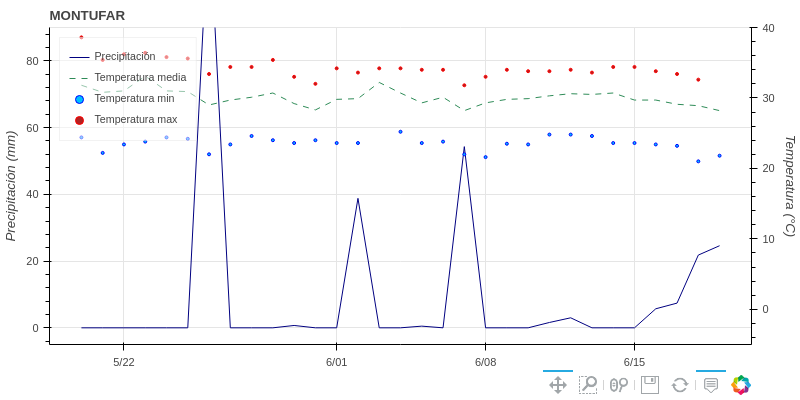 MONTUFAR
Precipitación
Temperatura media
Temperatura min
Temperatura max
Precipitación (mm)
80
60
40
20
0
40
30
20
10
0
Temperatura (°C)
5/22
6/01
6/08
6/15